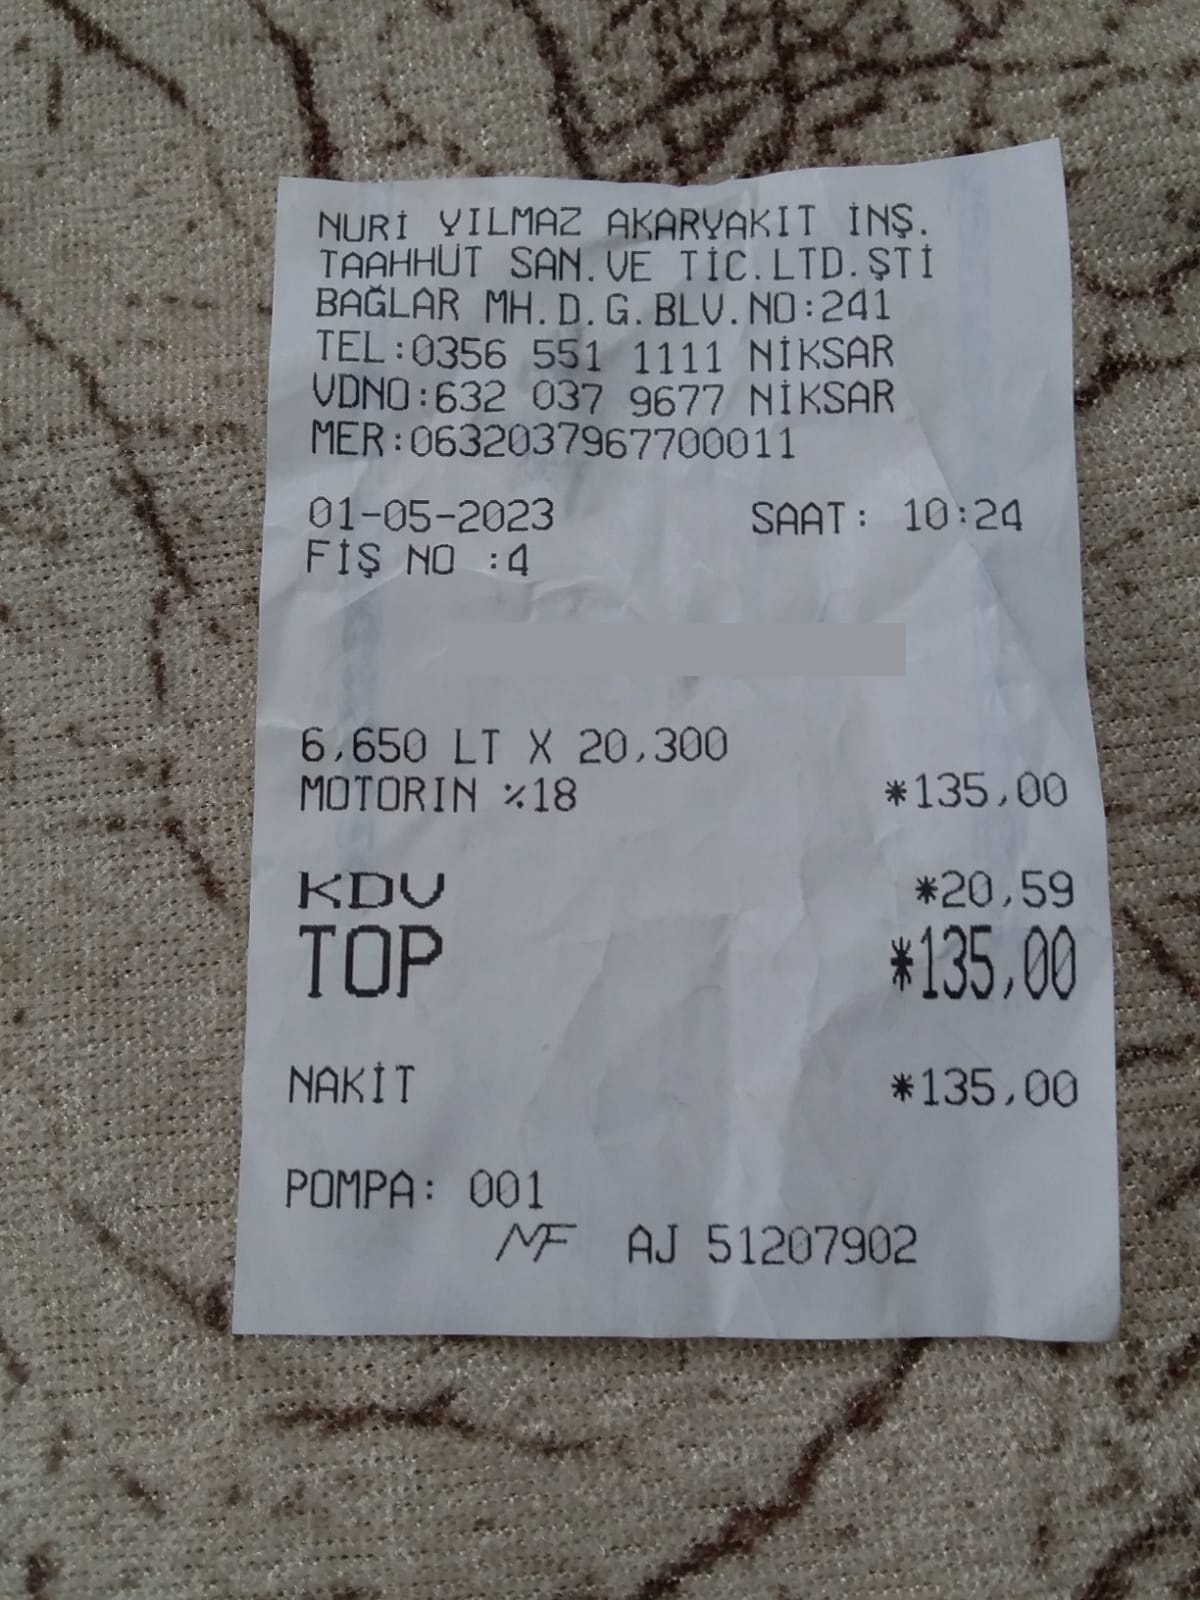 NURİ YILMAZ AKARYAKIT İNŞ.
TAAHHÜT SAN.VE TİC.LTD.ŞTİ
BAĞLAR MH.D.G.BLV.NO:241
TEL:0356 551 1111 NİKSAR
VDNO:632 037 9677 NİKSAR
MER:0632037967700011
01-05-2023 SAAT: 10:24
FİŞ NO :4
6,650 LT X 20,300
MOTORIN %18 *135,00
KDV *20,59
TOP *135,00
NAKİT *135,00
POMPA: 001
MF AJ 51207902